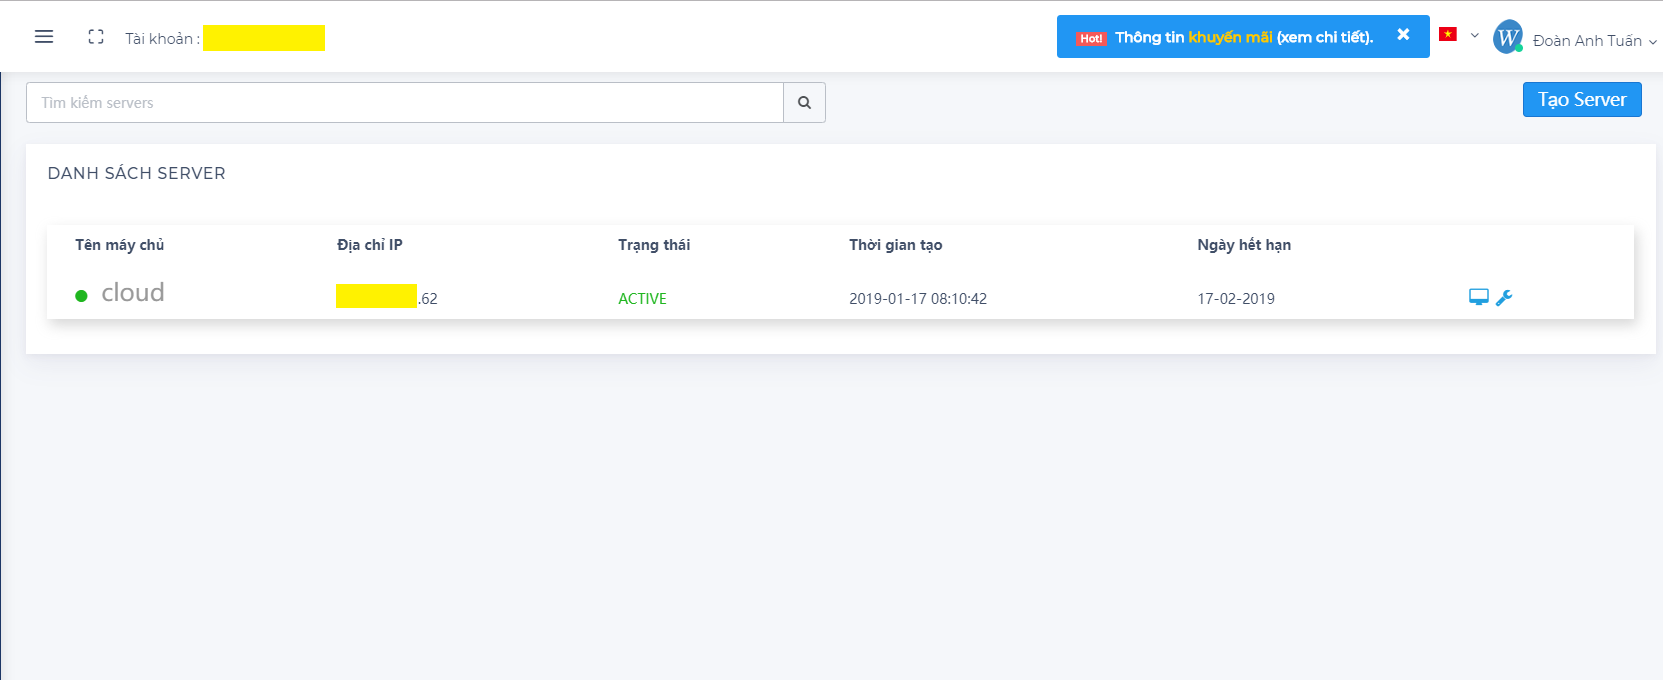 Tài khoản :
Hot! Thông tin khuyến mãi (xem chi tiết).
W
Đoàn Anh Tuấn
Tìm kiếm servers
Tạo Server
DANH SÁCH SERVER
Tên máy chủ Địa chỉ IP Trạng thái Thời gian tạo Ngày hết hạn
cloud .62 ACTIVE 2019-01-17 08:10:42 17-02-2019